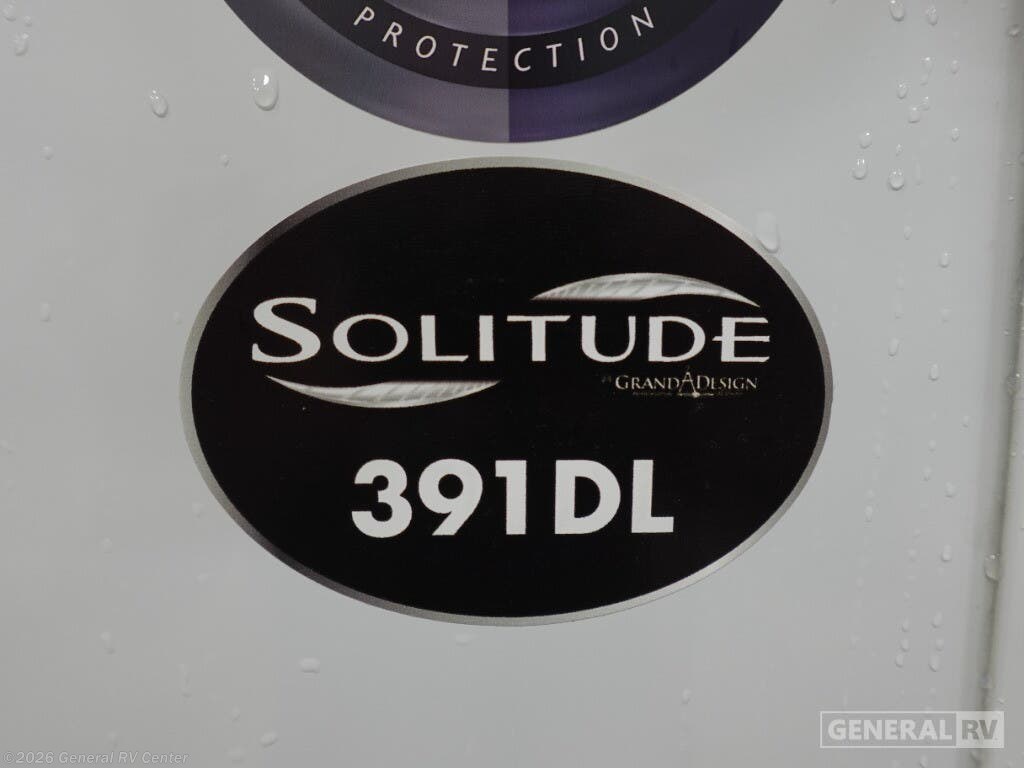 PROTECTION
SOLITUDE
GRAND DESIGN
391DL
GENERAL RV
©2026 General RV Center